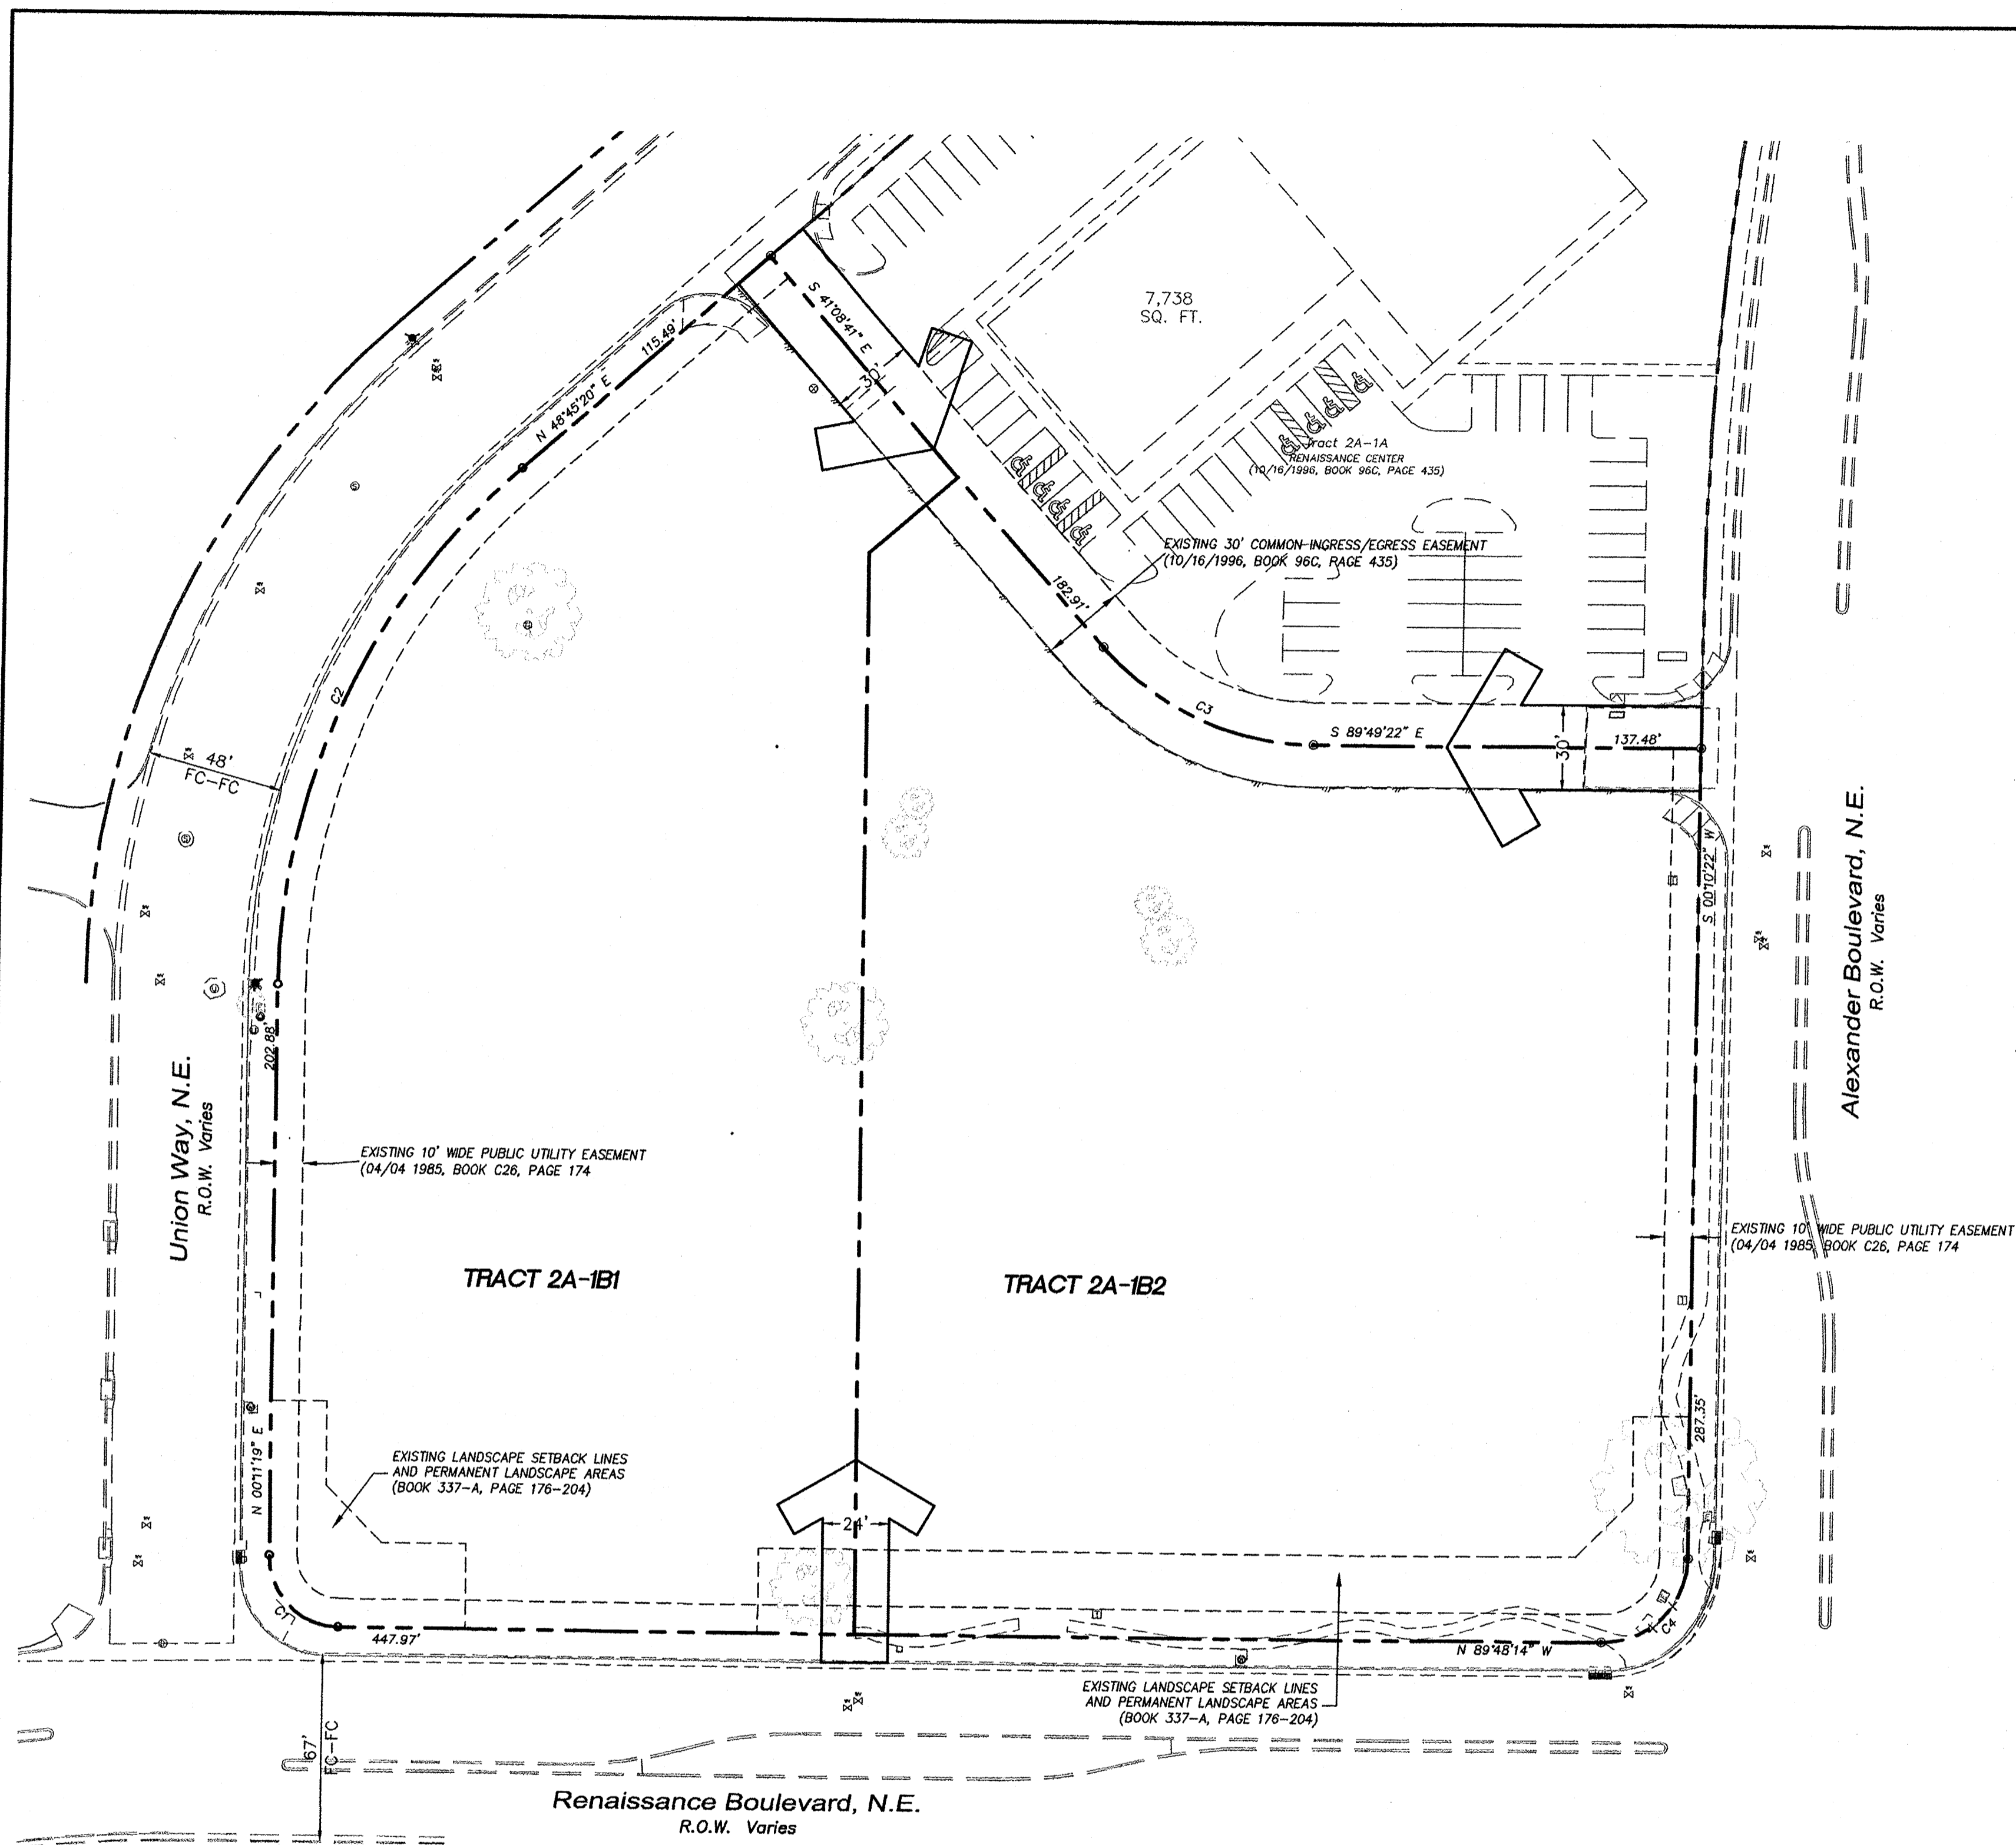 7,738
SQ. FT.
S 41°08'41" E
115.49'
30'
N 48°45'20" E
Tract 2A-1A
RENAISSANCE CENTER
(10/16/1996, BOOK 96C, PAGE 435)
EXISTING 30' COMMON INGRESS/EGRESS EASEMENT
(10/16/1996, BOOK 96C, PAGE 435)
182.91'
C2
C3
S 89°49'22" E
137.48'
30'
48'
FC-FC
S 00°10'22" W
Alexander Boulevard, N.E.
R.O.W. Varies
202.88'
Union Way, N.E.
R.O.W. Varies
EXISTING 10' WIDE PUBLIC UTILITY EASEMENT
(04/04 1985, BOOK C26, PAGE 174
EXISTING 10' WIDE PUBLIC UTILITY EASEMENT
(04/04 1985, BOOK C26, PAGE 174
TRACT 2A-1B1
TRACT 2A-1B2
287.35'
N 00°11'19" E
EXISTING LANDSCAPE SETBACK LINES
AND PERMANENT LANDSCAPE AREAS
(BOOK 337-A, PAGE 176-204)
24'
C1
447.97'
C4
N 89°48'14" W
EXISTING LANDSCAPE SETBACK LINES
AND PERMANENT LANDSCAPE AREAS
(BOOK 337-A, PAGE 176-204)
67'
FC-FC
Renaissance Boulevard, N.E.
R.O.W. Varies